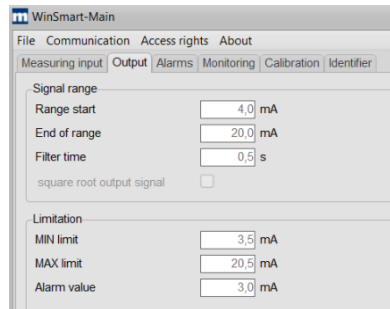 m WinSmart-Main
File Communication Access rights About
Measuring input Output Alarms Monitoring Calibration Identifier
Signal range
Range start 4,0 mA
End of range 20,0 mA
Filter time 0,5 s
square root output signal
Limitation
MIN limit 3,5 mA
MAX limit 20,5 mA
Alarm value 3,0 mA